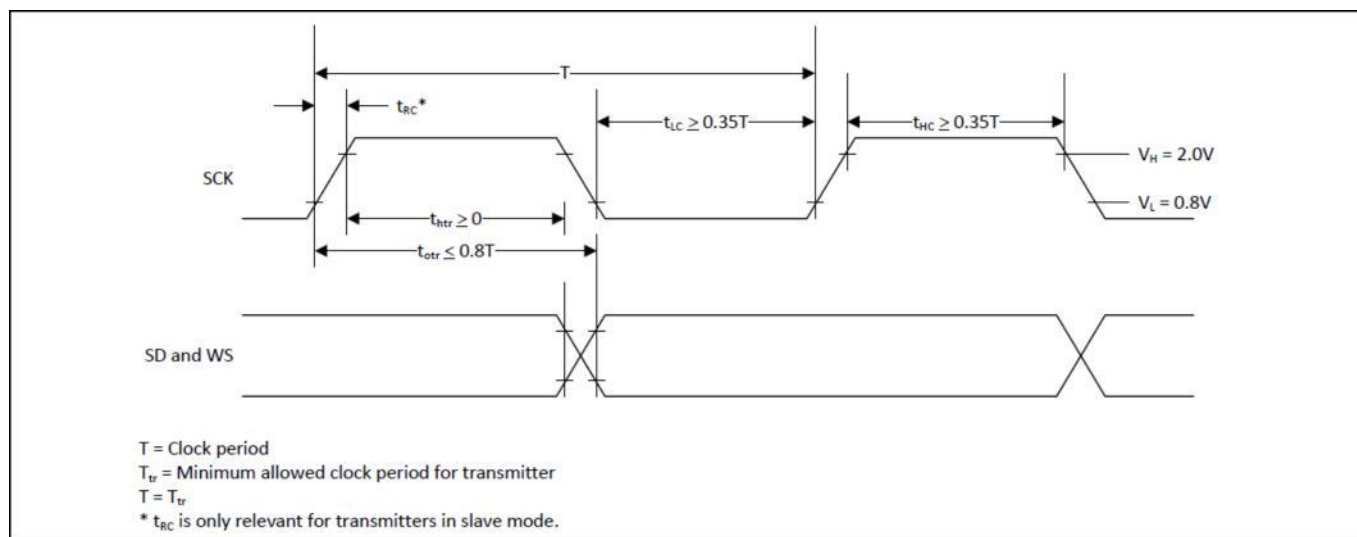 T
tRC*
tLC ≥ 0.35T
tHC ≥ 0.35T
SCK
VH = 2.0V
VL = 0.8V
thtr ≥ 0
totr ≤ 0.8T
SD and WS
T = Clock period
Ttr = Minimum allowed clock period for transmitter
T = Ttr
* tRC is only relevant for transmitters in slave mode.